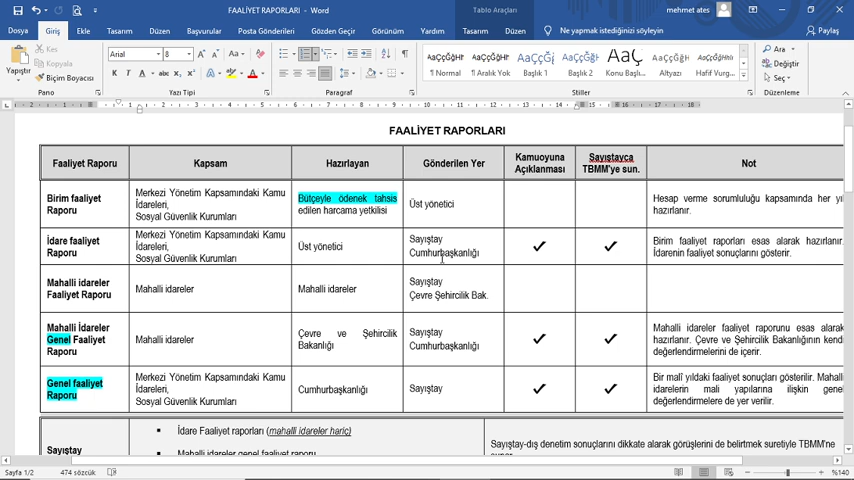 FAALİYET RAPORLARI - Word
Tablo Araçları
mehmet ates
Dosya Giriş Ekle Tasarım Düzen Yeni Sekme Posta Gönderileri Gözden Geçir Görünüm Yardım Tasarım Düzen Ne yapmak istediğinizi söyleyin Paylaş
Yapıştır
Kes
Kopyala
Biçim Boyacısı
Pano
Arial 8
Yazı Tipi
Paragraf
¶ Normal
¶ Aralık Yok
Başlık 1
Başlık 2
Konu Başlı...
Altyazı
Hafif Vurg...
Stiller
Ara
Değiştir
Seç
Düzenleme
FAALİYET RAPORLARI
Faaliyet Raporu
Kapsam
Hazırlayan
Gönderilen Yer
Kamuoyuna
Açıklanması
Sayıştayca
TBMM'ye sun.
Not
Birim faaliyet
Raporu
Merkezi Yönetim Kapsamındaki Kamu
İdareleri,
Sosyal Güvenlik Kurumları
Bütçeyle ödenek tahsis
edilen harcama yetkilisi
Üst yönetici
Hesap verme sorumluluğu kapsamında her yıl
hazırlanır.
İdare faaliyet
Raporu
Merkezi Yönetim Kapsamındaki Kamu
İdareleri,
Sosyal Güvenlik Kurumları
Üst yönetici
Sayıştay
Cumhurbaşkanlığı
✓
✓
Birim faaliyet raporları esas alarak hazırlanır.
İdarenin faaliyet sonuçlarını gösterir.
Mahalli idareler
Faaliyet Raporu
Mahalli idareler
Mahalli idareler
Sayıştay
Çevre Şehircilik Bak.
Mahalli İdareler
Genel Faaliyet
Raporu
Mahalli idareler
Çevre ve Şehircilik
Bakanlığı
Sayıştay
Cumhurbaşkanlığı
✓
✓
Mahalli idareler faaliyet raporunu esas alarak
hazırlanır. Çevre ve Şehircilik Bakanlığının kendi
değerlendirmelerini de içerir.
Genel faaliyet
Raporu
Merkezi Yönetim Kapsamındaki Kamu
İdareleri,
Sosyal Güvenlik Kurumları
Cumhurbaşkanlığı
Sayıştay
✓
✓
Bir malî yıldaki faaliyet sonuçları gösterilir. Mahalli
idarelerin mali yapılarına ilişkin genel
değerlendirmelere de yer verilir.
Sayıştay
▪ İdare Faaliyet raporları (mahalli idareler hariç)
▪ Mahalli idareler genel faaliyet raporu
Sayıştay-dış denetim sonuçlarını dikkate alarak görüşlerini de belirtmek suretiyle TBMM'ne
Sayfa 1/2 474 sözcük
%140